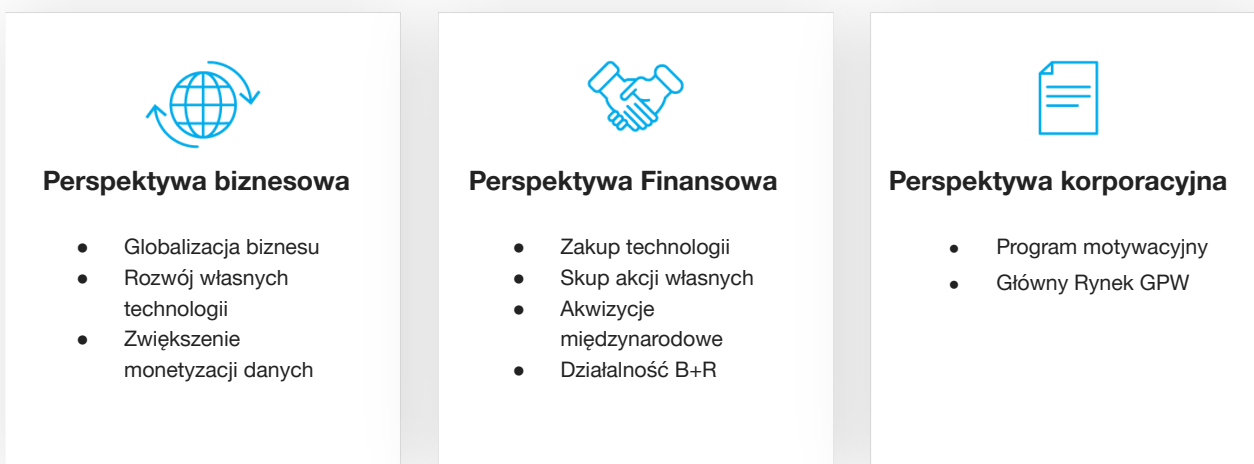 Perspektywa biznesowa
● Globalizacja biznesu
● Rozwój własnych
technologii
● Zwiększenie
monetyzacji danych
Perspektywa Finansowa
● Zakup technologii
● Skup akcji własnych
● Akwizycje
międzynarodowe
● Działalność B+R
Perspektywa korporacyjna
● Program motywacyjny
● Główny Rynek GPW